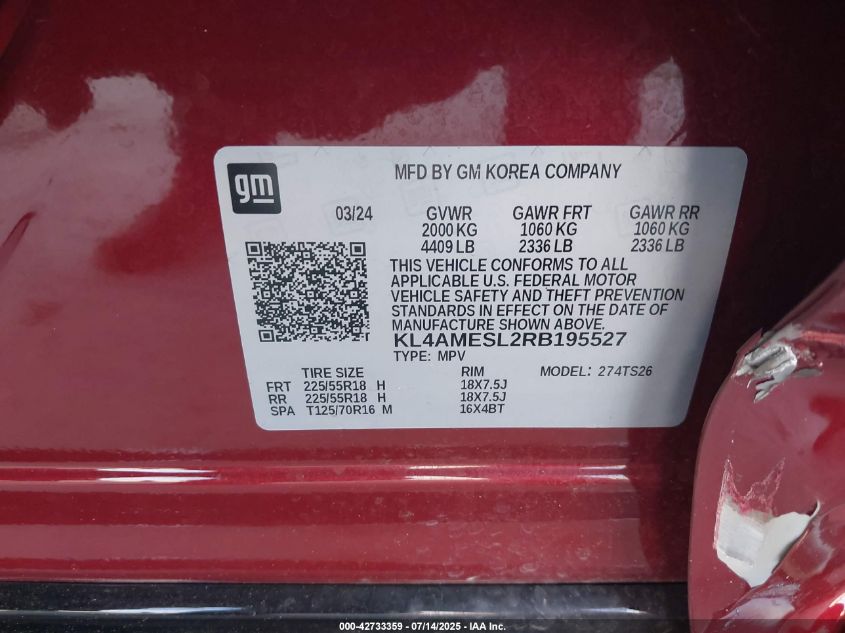 gm
MFD BY GM KOREA COMPANY
03/24 GVWR GAWR FRT GAWR RR
2000 KG 1060 KG 1060 KG
4409 LB 2336 LB 2336 LB
THIS VEHICLE CONFORMS TO ALL
APPLICABLE U.S. FEDERAL MOTOR
VEHICLE SAFETY AND THEFT PREVENTION
STANDARDS IN EFFECT ON THE DATE OF
MANUFACTURE SHOWN ABOVE.
KL4AMESL2RB195527
TYPE: MPV
TIRE SIZE RIM MODEL: 274TS26
FRT 225/55R18 H 18X7.5J
RR 225/55R18 H 18X7.5J
SPA T125/70R16 M 16X4BT
000-42733359 - 07/14/2025 - IAA Inc.